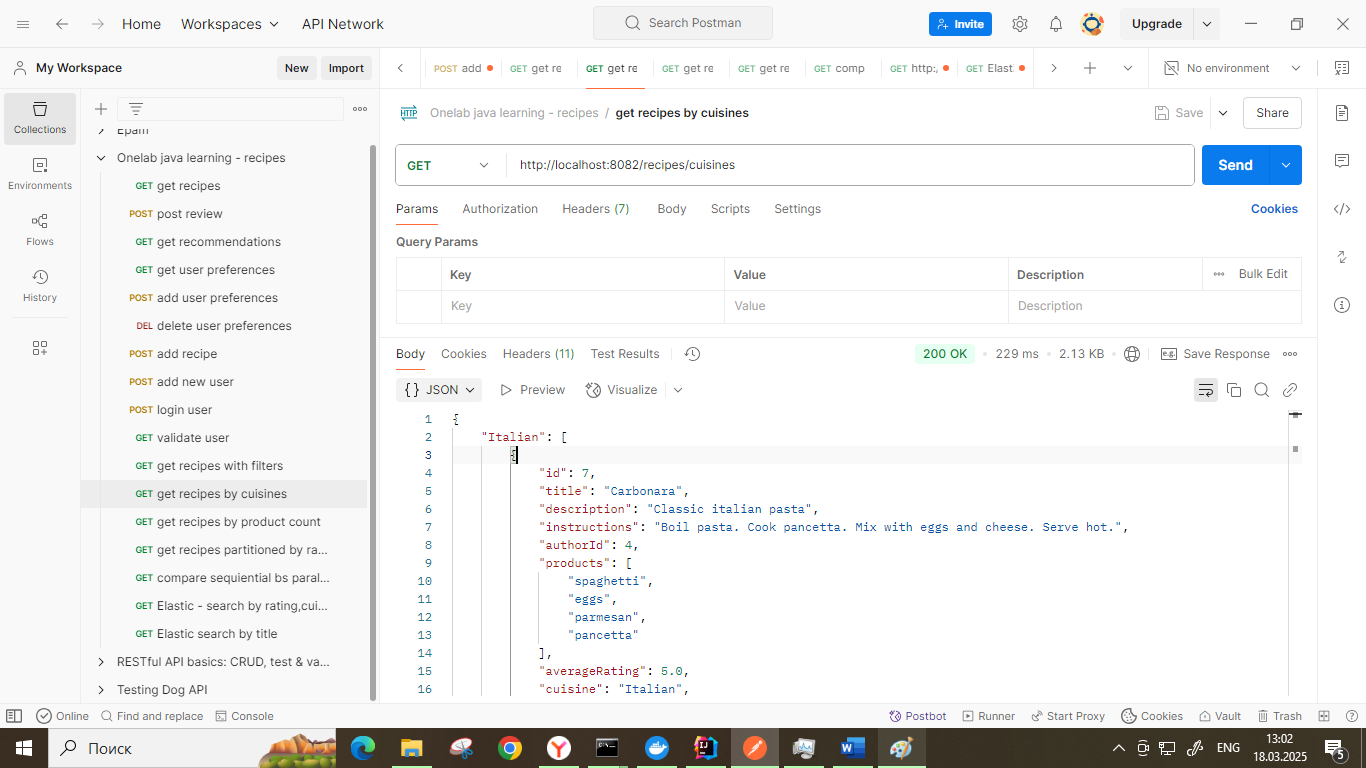 Home Workspaces API Network Search Postman Invite Upgrade
My Workspace New Import
POST add GET get re GET get re GET get re GET get re GET comp GET http:, GET Elast No environment
Collections
Environments
Flows
History
Epam
Onelab java learning - recipes
GET get recipes
POST post review
GET get recommendations
GET get user preferences
POST add user preferences
DEL delete user preferences
POST add recipe
POST add new user
POST login user
GET validate user
GET get recipes with filters
GET get recipes by cuisines
GET get recipes by product count
GET get recipes partitioned by ra...
GET compare sequiential bs paral...
GET Elastic - search by rating,cui...
GET Elastic search by title
RESTful API basics: CRUD, test & va...
Testing Dog API
HTTP Onelab java learning - recipes / get recipes by cuisines Save Share
GET http://localhost:8082/recipes/cuisines Send
Params Authorization Headers (7) Body Scripts Settings Cookies
Query Params
Key Value Description Bulk Edit
Key Value Description
Body Cookies Headers (11) Test Results 200 OK 229 ms 2.13 KB e.g. Save Response
{} JSON Preview Visualize
1 {
2 "Italian": [
3 {
4 "id": 7,
5 "title": "Carbonara",
6 "description": "Classic italian pasta",
7 "instructions": "Boil pasta. Cook pancetta. Mix with eggs and cheese. Serve hot.",
8 "authorId": 4,
9 "products": [
10 "spaghetti",
11 "eggs",
12 "parmesan",
13 "pancetta"
14 ],
15 "averageRating": 5.0,
16 "cuisine": "Italian",
Online Find and replace Console Postbot Runner Start Proxy Cookies Vault Trash
Поиск ENG 13:02
18.03.2025 5